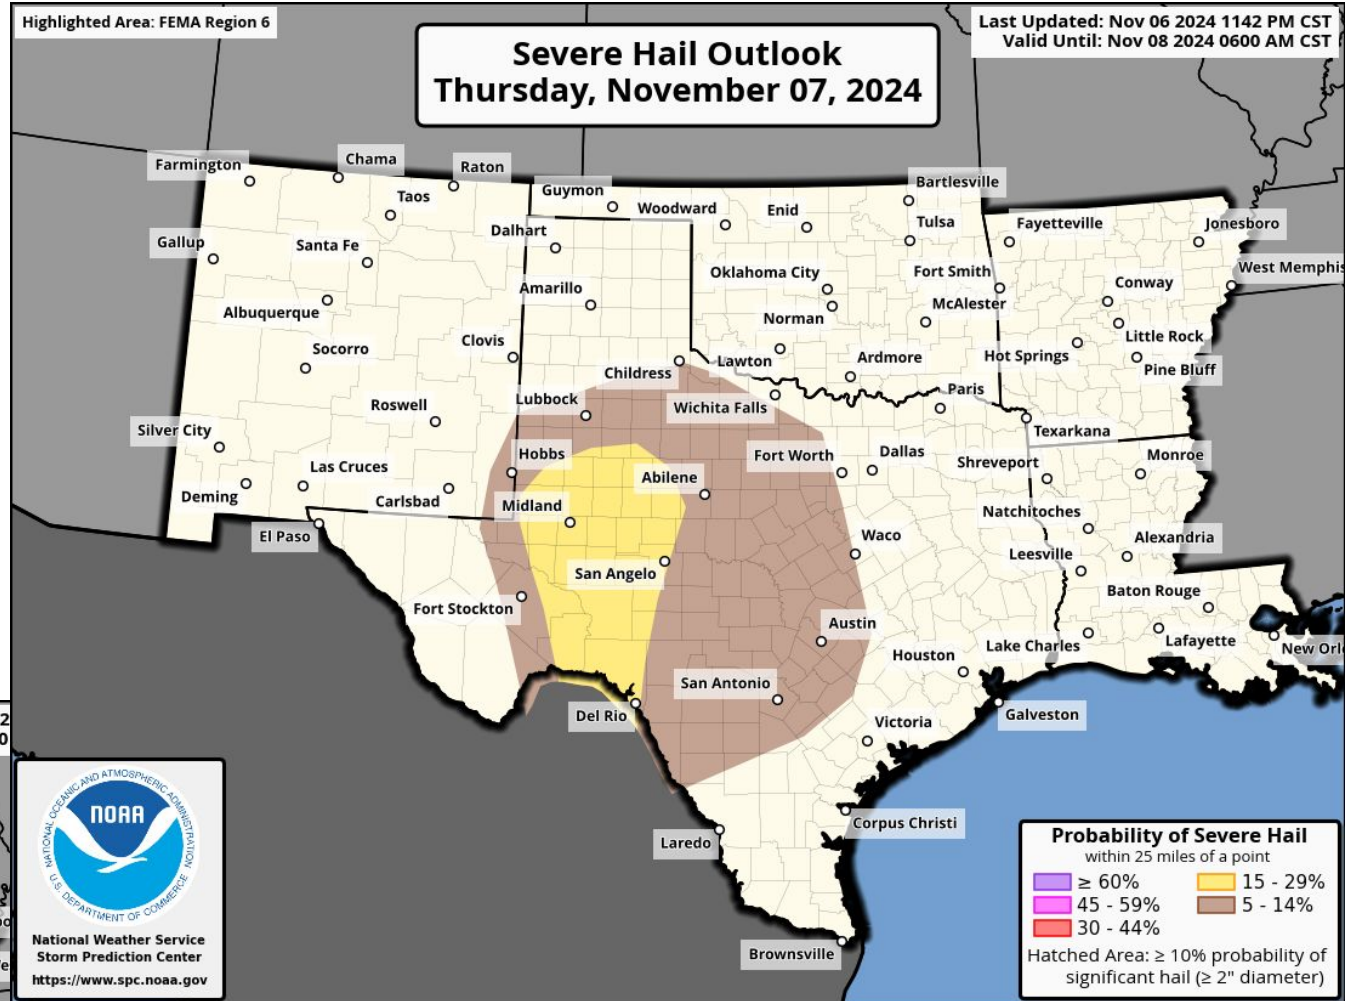 Highlighted Area: FEMA Region 6
Last Updated: Nov 06 2024 1142 PM CST
Valid Until: Nov 08 2024 0600 AM CST
Severe Hail Outlook
Thursday, November 07, 2024
Farmington
Chama
Raton
Taos
Guymon
Woodward
Enid
Bartlesville
Gallup
Santa Fe
Dalhart
Tulsa
Fayetteville
Jonesboro
Albuquerque
Amarillo
Oklahoma City
Fort Smith
Conway
West Memphis
Norman
McAlester
Socorro
Clovis
Childress
Lawton
Ardmore
Hot Springs
Little Rock
Pine Bluff
Roswell
Lubbock
Wichita Falls
Paris
Texarkana
Silver City
Las Cruces
Hobbs
Abilene
Fort Worth
Dallas
Shreveport
Monroe
Deming
Carlsbad
Midland
Natchitoches
El Paso
San Angelo
Waco
Leesville
Alexandria
Fort Stockton
Austin
Baton Rouge
San Antonio
Houston
Lake Charles
Lafayette
New Orl
Del Rio
Victoria
Galveston
Laredo
Corpus Christi
Brownsville
NATIONAL OCEANIC AND ATMOSPHERIC ADMINISTRATION
NOAA
U.S. DEPARTMENT OF COMMERCE
National Weather Service
Storm Prediction Center
https://www.spc.noaa.gov
Probability of Severe Hail
within 25 miles of a point
≥ 60%
15 - 29%
45 - 59%
5 - 14%
30 - 44%
Hatched Area: ≥ 10% probability of
significant hail (≥ 2" diameter)